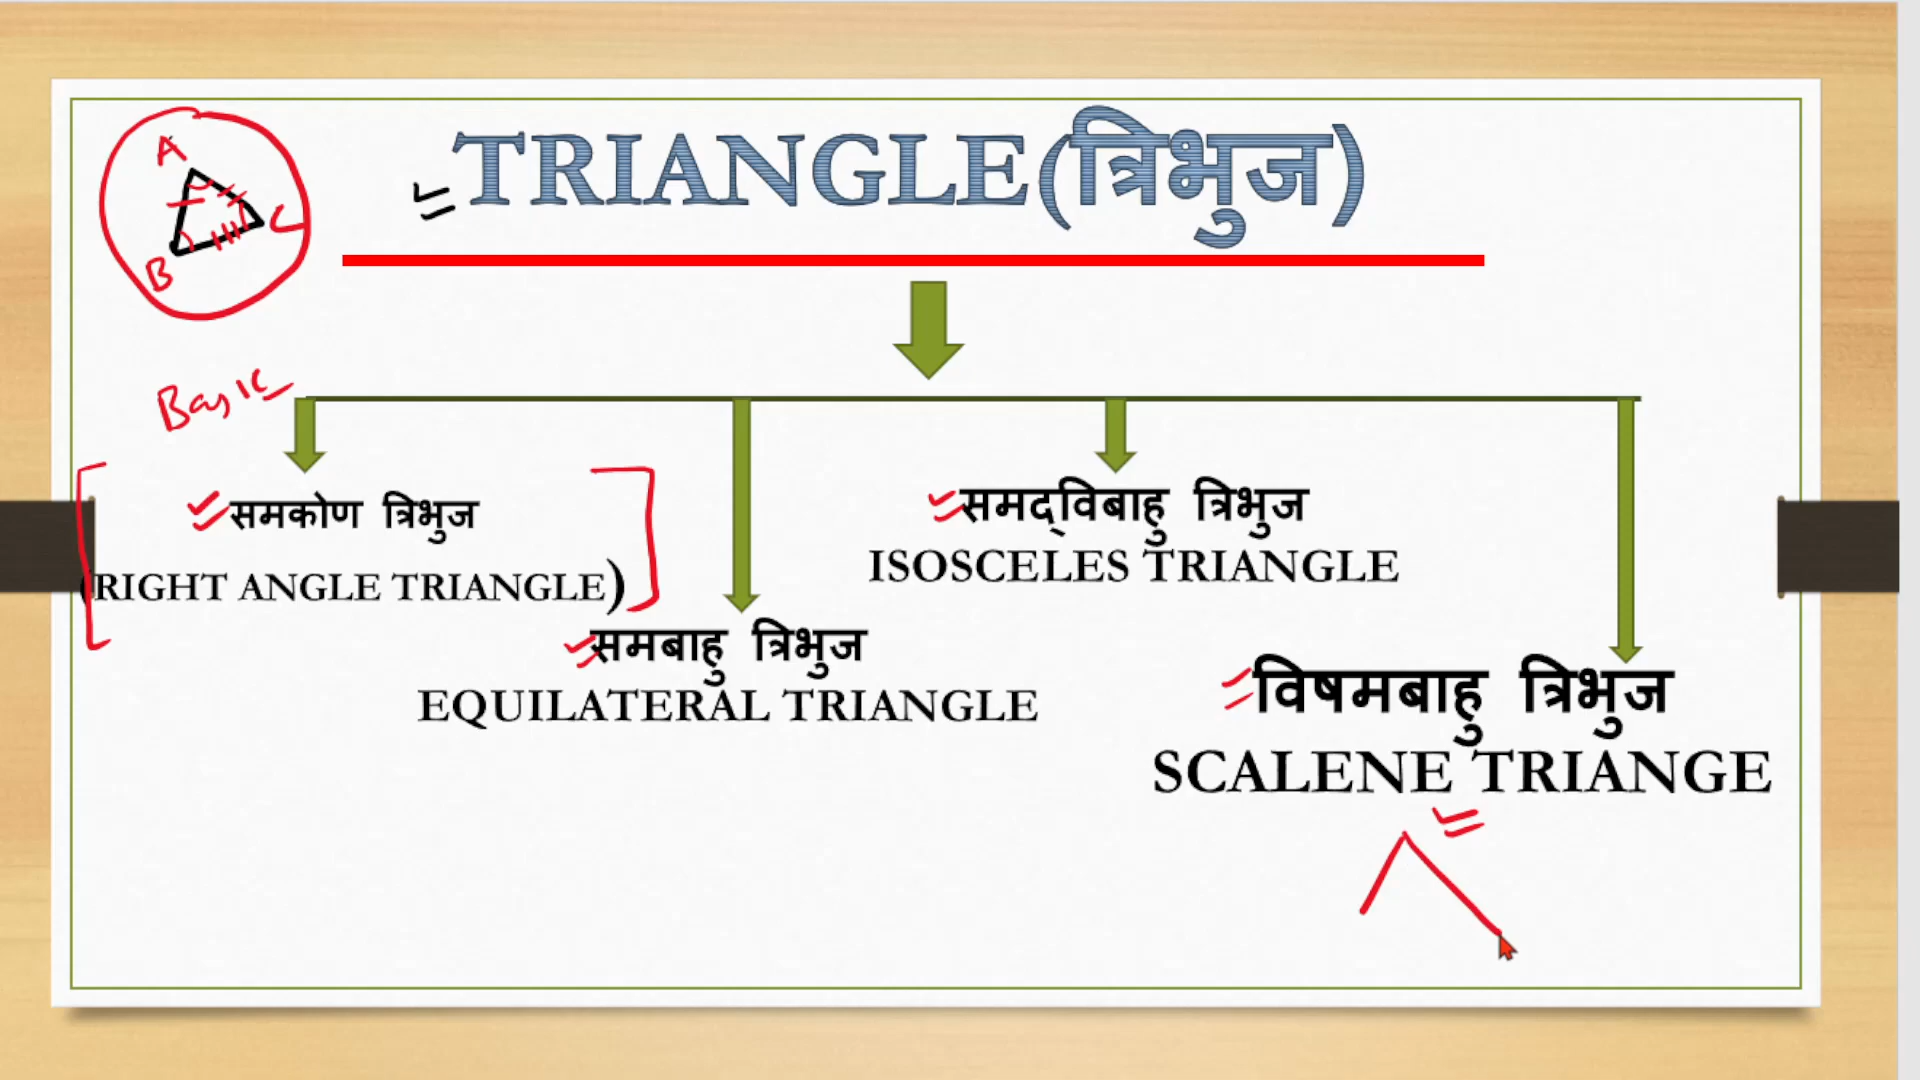 TRIANGLE(त्रिभुज)
A
B
C
Basic
समकोण त्रिभुज
(RIGHT ANGLE TRIANGLE)
समद्विबाहु त्रिभुज
ISOSCELES TRIANGLE
समबाहु त्रिभुज
EQUILATERAL TRIANGLE
विषमबाहु त्रिभुज
SCALENE TRIANGE